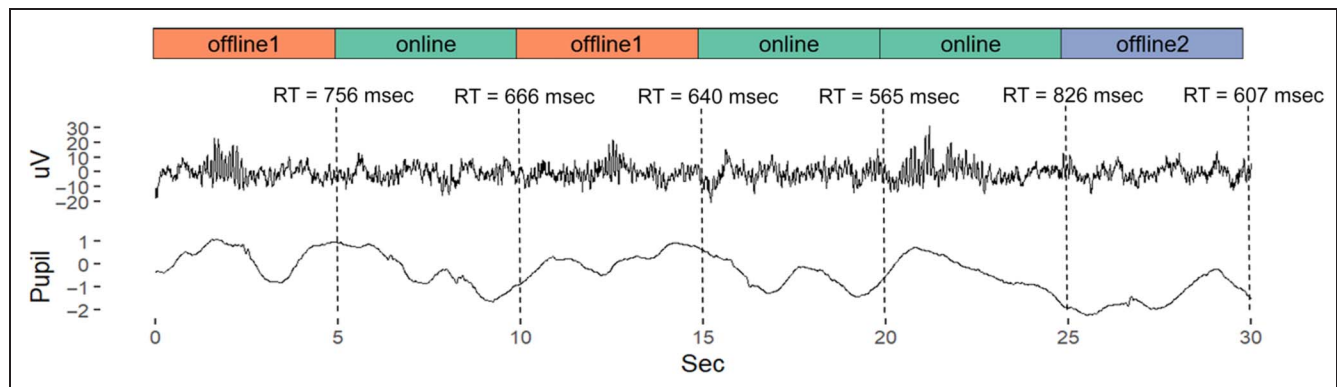 offline1 online offline1 online online offline2
RT = 756 msec RT = 666 msec RT = 640 msec RT = 565 msec RT = 826 msec RT = 607 msec
uV
30
20
10
0
−10
−20
Pupil
1
0
−1
−2
0 5 10 15 20 25 30
Sec